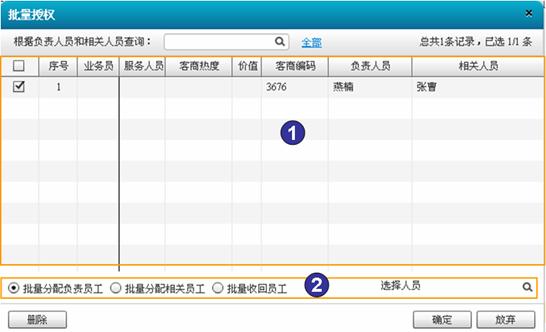 批量授权 ×
根据负责人员和相关人员查询： 全部 总共1条记录，已选 1/1 条
序号 业务员 服务人员 客商热度 价值 客商编码 负责人员 相关人员
1 3676 燕楠 张曹
1
2
批量分配负责员工 批量分配相关员工 批量收回员工 选择人员
删除 确定 放弃